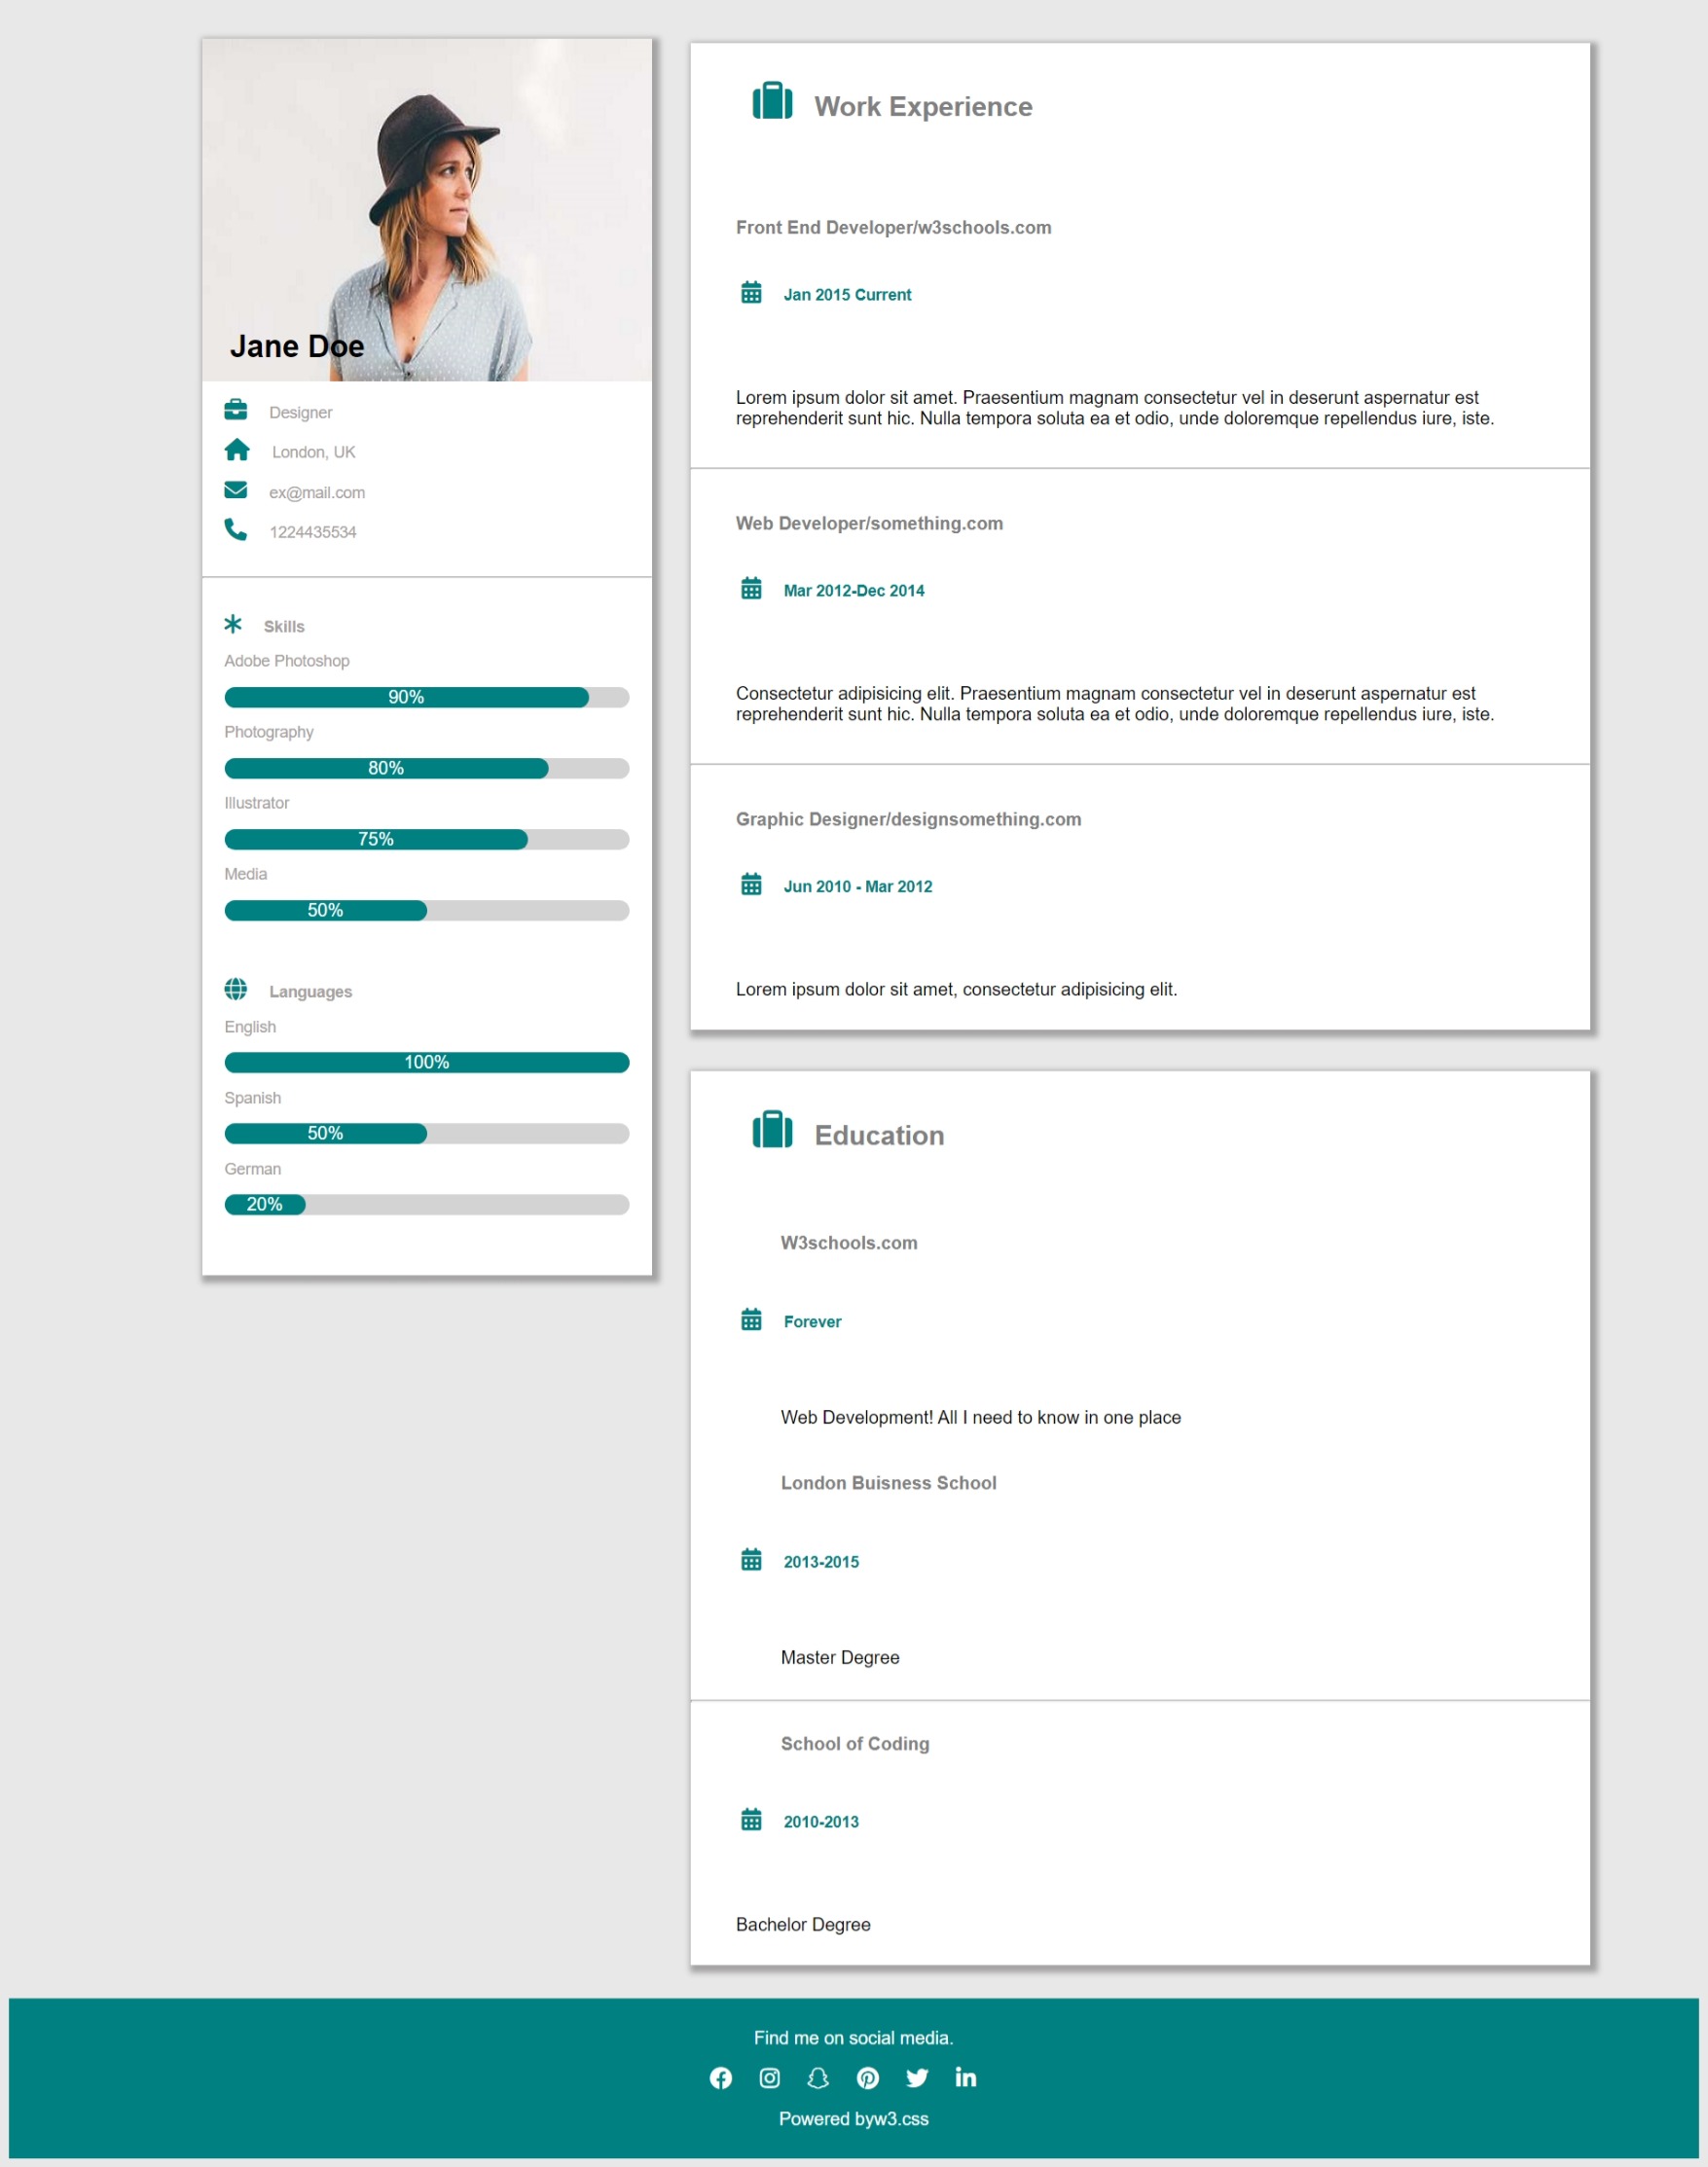 Jane Doe
Designer
London, UK
ex@mail.com
1224435534
Skills
Adobe Photoshop
90%
Photography
80%
Illustrator
75%
Media
50%
Languages
English
100%
Spanish
50%
German
20%
Work Experience
Front End Developer/w3schools.com
Jan 2015 Current
Lorem ipsum dolor sit amet. Praesentium magnam consectetur vel in deserunt aspernatur est
reprehenderit sunt hic. Nulla tempora soluta ea et odio, unde doloremque repellendus iure, iste.
Web Developer/something.com
Mar 2012-Dec 2014
Consectetur adipisicing elit. Praesentium magnam consectetur vel in deserunt aspernatur est
reprehenderit sunt hic. Nulla tempora soluta ea et odio, unde doloremque repellendus iure, iste.
Graphic Designer/designsomething.com
Jun 2010 - Mar 2012
Lorem ipsum dolor sit amet, consectetur adipisicing elit.
Education
W3schools.com
Forever
Web Development! All I need to know in one place
London Buisness School
2013-2015
Master Degree
School of Coding
2010-2013
Bachelor Degree
Find me on social media.
Powered byw3.css